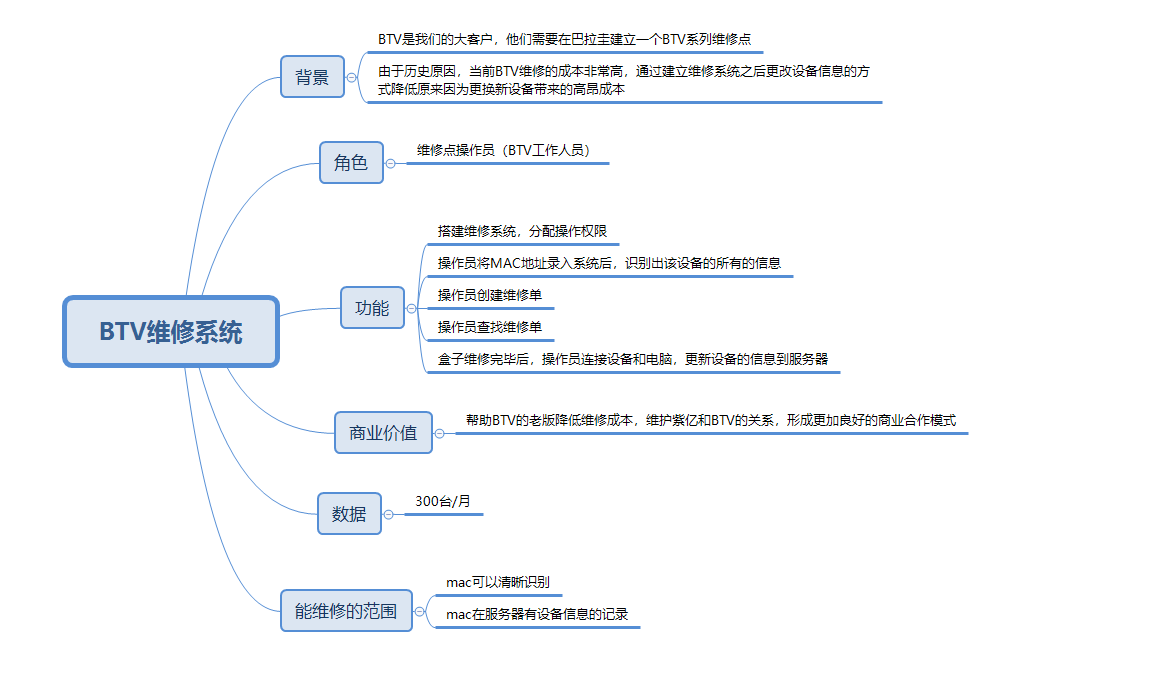 BTV是我们的大客户，他们需要在巴拉圭建立一个BTV系列维修点
背景
由于历史原因，当前BTV维修的成本非常高，通过建立维修系统之后更改设备信息的方
式降低原来因为更换新设备带来的高昂成本
维修点操作员（BTV工作人员）
角色
搭建维修系统，分配操作权限
操作员将MAC地址录入系统后，识别出该设备的所有的信息
操作员创建维修单
功能
操作员查找维修单
BTV维修系统
盒子维修完毕后，操作员连接设备和电脑，更新设备的信息到服务器
帮助BTV的老版降低维修成本，维护紫亿和BTV的关系，形成更加良好的商业合作模式
商业价值
300台/月
数据
mac可以清晰识别
能维修的范围
mac在服务器有设备信息的记录